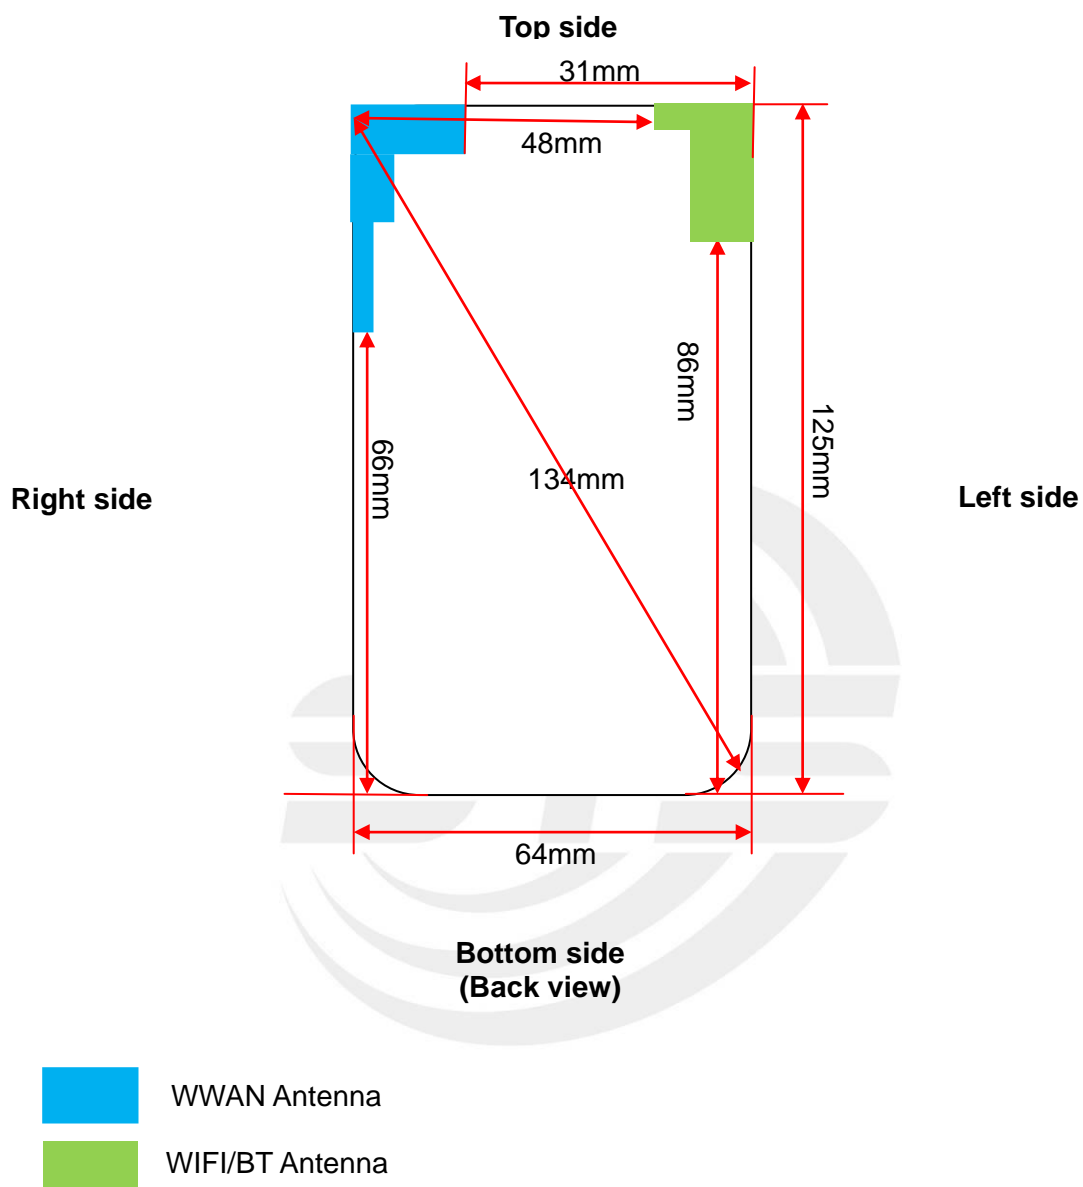 Top side
31mm
48mm
86mm
125mm
66mm
134mm
Right side
Left side
64mm
Bottom side
(Back view)
WWAN Antenna
WIFI/BT Antenna